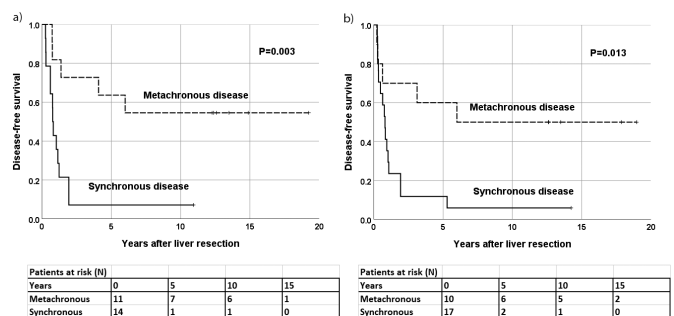 a)
P=0.003
Metachronous disease
Synchronous disease
Disease-free survival
1.0
0.8
0.6
0.4
0.2
0.0
0 5 10 15 20
Years after liver resection
Patients at risk (N)
Years 0 5 10 15
Metachronous 11 7 6 1
Synchronous 14 1 1 0
b)
P=0.013
Metachronous disease
Synchronous disease
Disease-free survival
1.0
0.8
0.6
0.4
0.2
0.0
0 5 10 15 20
Years after liver resection
Patients at risk (N)
Years 0 5 10 15
Metachronous 10 6 5 2
Synchronous 17 2 1 0